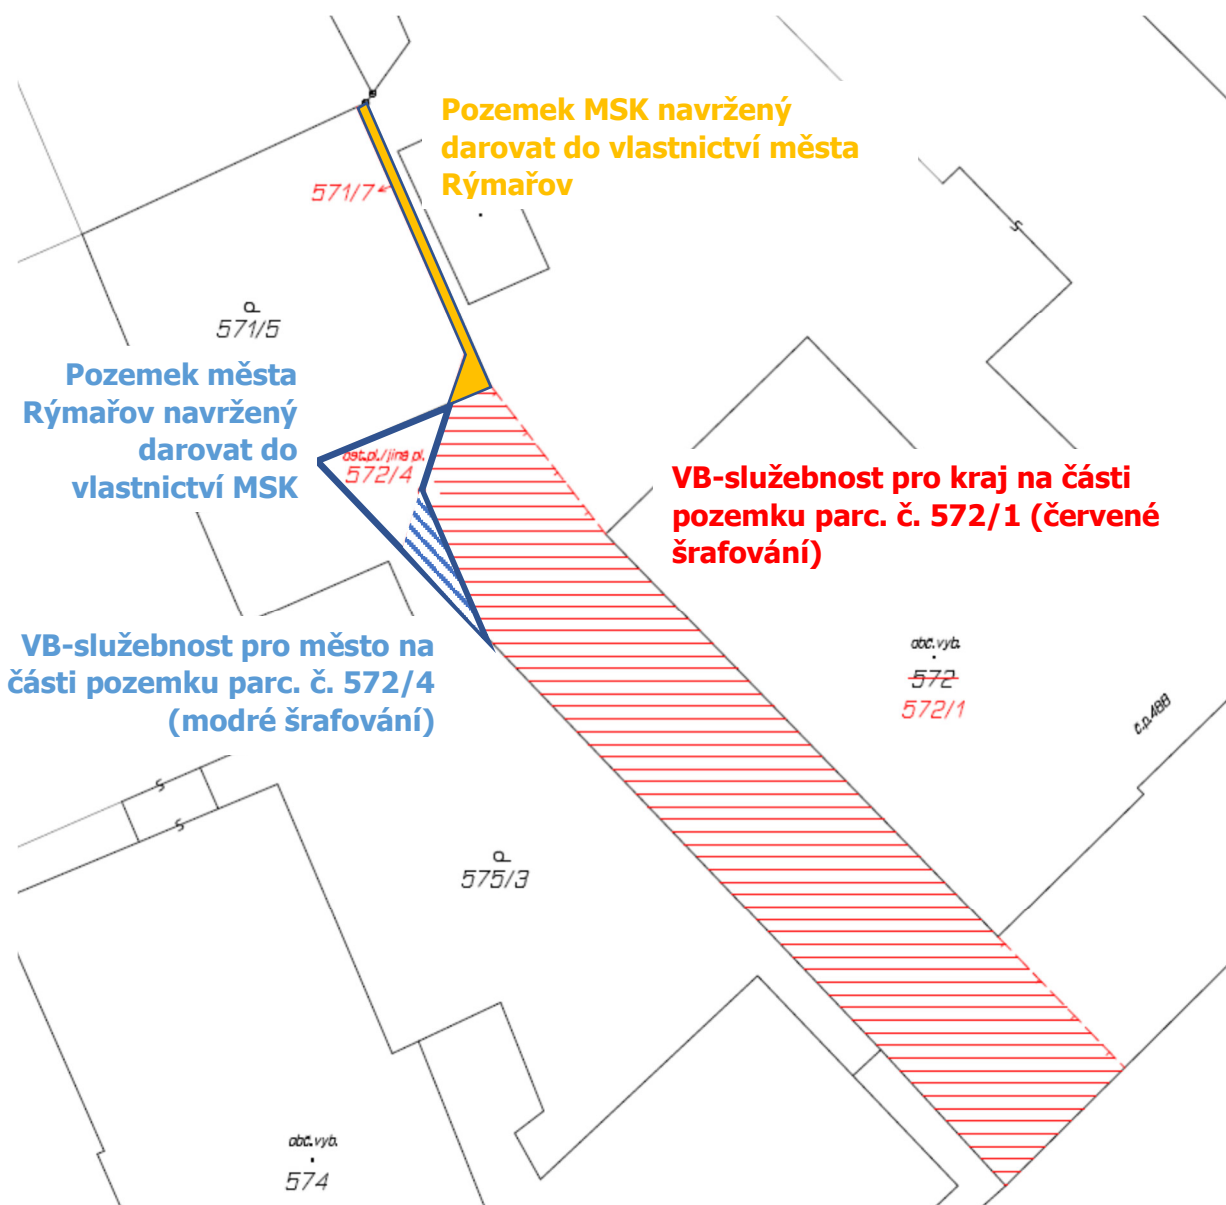 Pozemek MSK navržený
darovat do vlastnictví města
Rýmařov
571/7
571/5
Pozemek města
Rýmařov navržený
darovat do
vlastnictví MSK
ost.pl./jiná pl.
572/4
VB-služebnost pro kraj na části
pozemku parc. č. 572/1 (červené
šrafování)
VB-služebnost pro město na
části pozemku parc. č. 572/4
(modré šrafování)
obč.vyb.
572
572/1
č.p.488
575/3
obč.vyb.
574